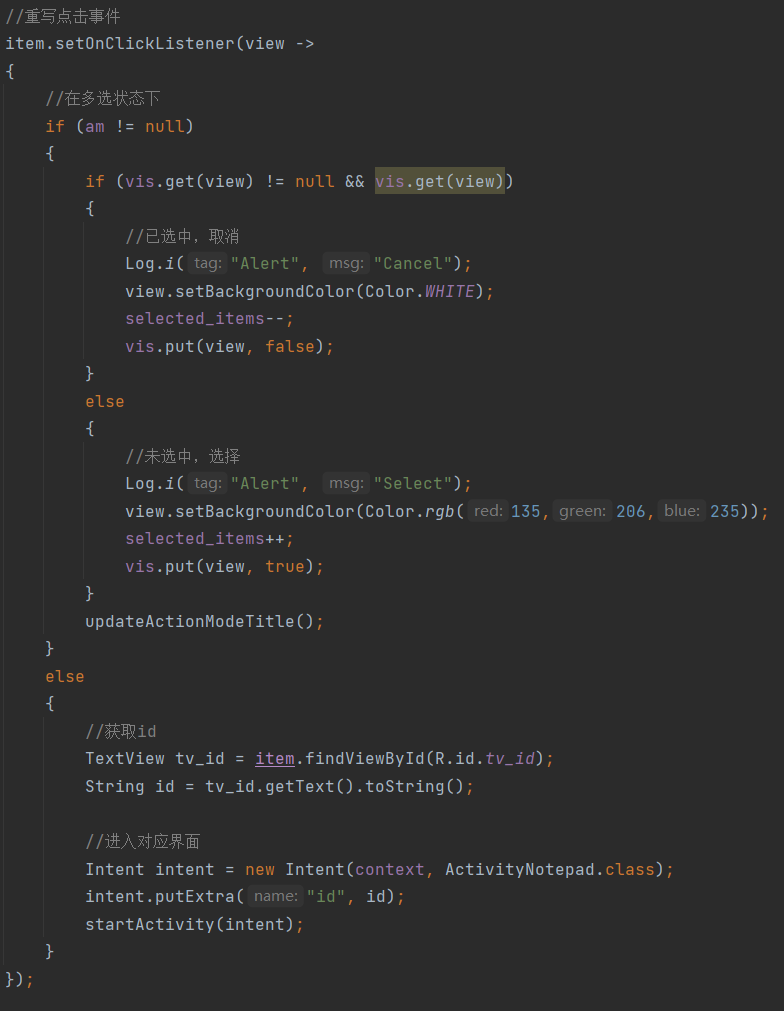 //重写点击事件
item.setOnClickListener(view ->
{
//在多选状态下
if (am != null)
{
if (vis.get(view) != null && vis.get(view))
{
//已选中，取消
Log.i( tag: "Alert", msg: "Cancel");
view.setBackgroundColor(Color.WHITE);
selected_items--;
vis.put(view, false);
}
else
{
//未选中，选择
Log.i( tag: "Alert", msg: "Select");
view.setBackgroundColor(Color.rgb( red: 135, green: 206, blue: 235));
selected_items++;
vis.put(view, true);
}
updateActionModeTitle();
}
else
{
//获取id
TextView tv_id = item.findViewById(R.id.tv_id);
String id = tv_id.getText().toString();
//进入对应界面
Intent intent = new Intent(context, ActivityNotepad.class);
intent.putExtra( name: "id", id);
startActivity(intent);
}
});